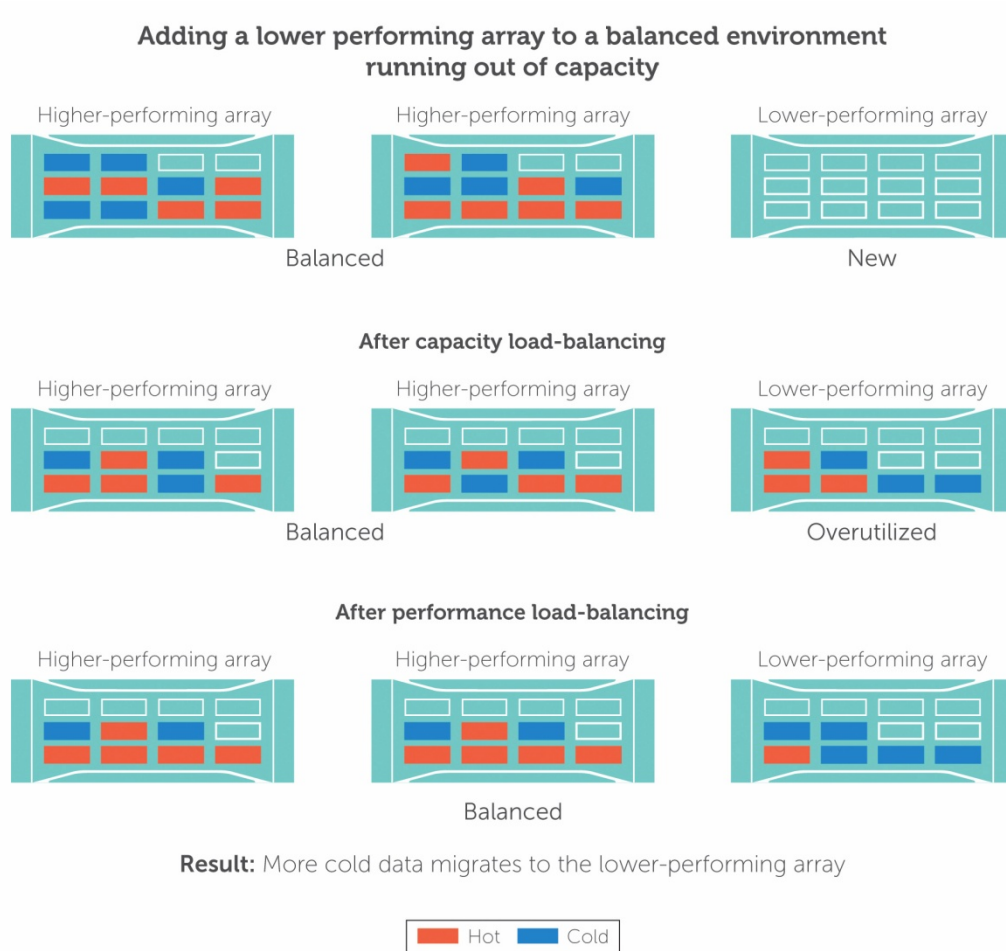 Adding a lower performing array to a balanced environment
running out of capacity
Higher-performing array
Higher-performing array
Lower-performing array
Balanced
New
After capacity load-balancing
Higher-performing array
Higher-performing array
Lower-performing array
Balanced
Overutilized
After performance load-balancing
Higher-performing array
Higher-performing array
Lower-performing array
Balanced
Result: More cold data migrates to the lower-performing array
Hot
Cold